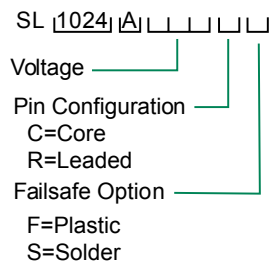 SL 1024 A
Voltage
Pin Configuration
C=Core
R=Leaded
Failsafe Option
F=Plastic
S=Solder